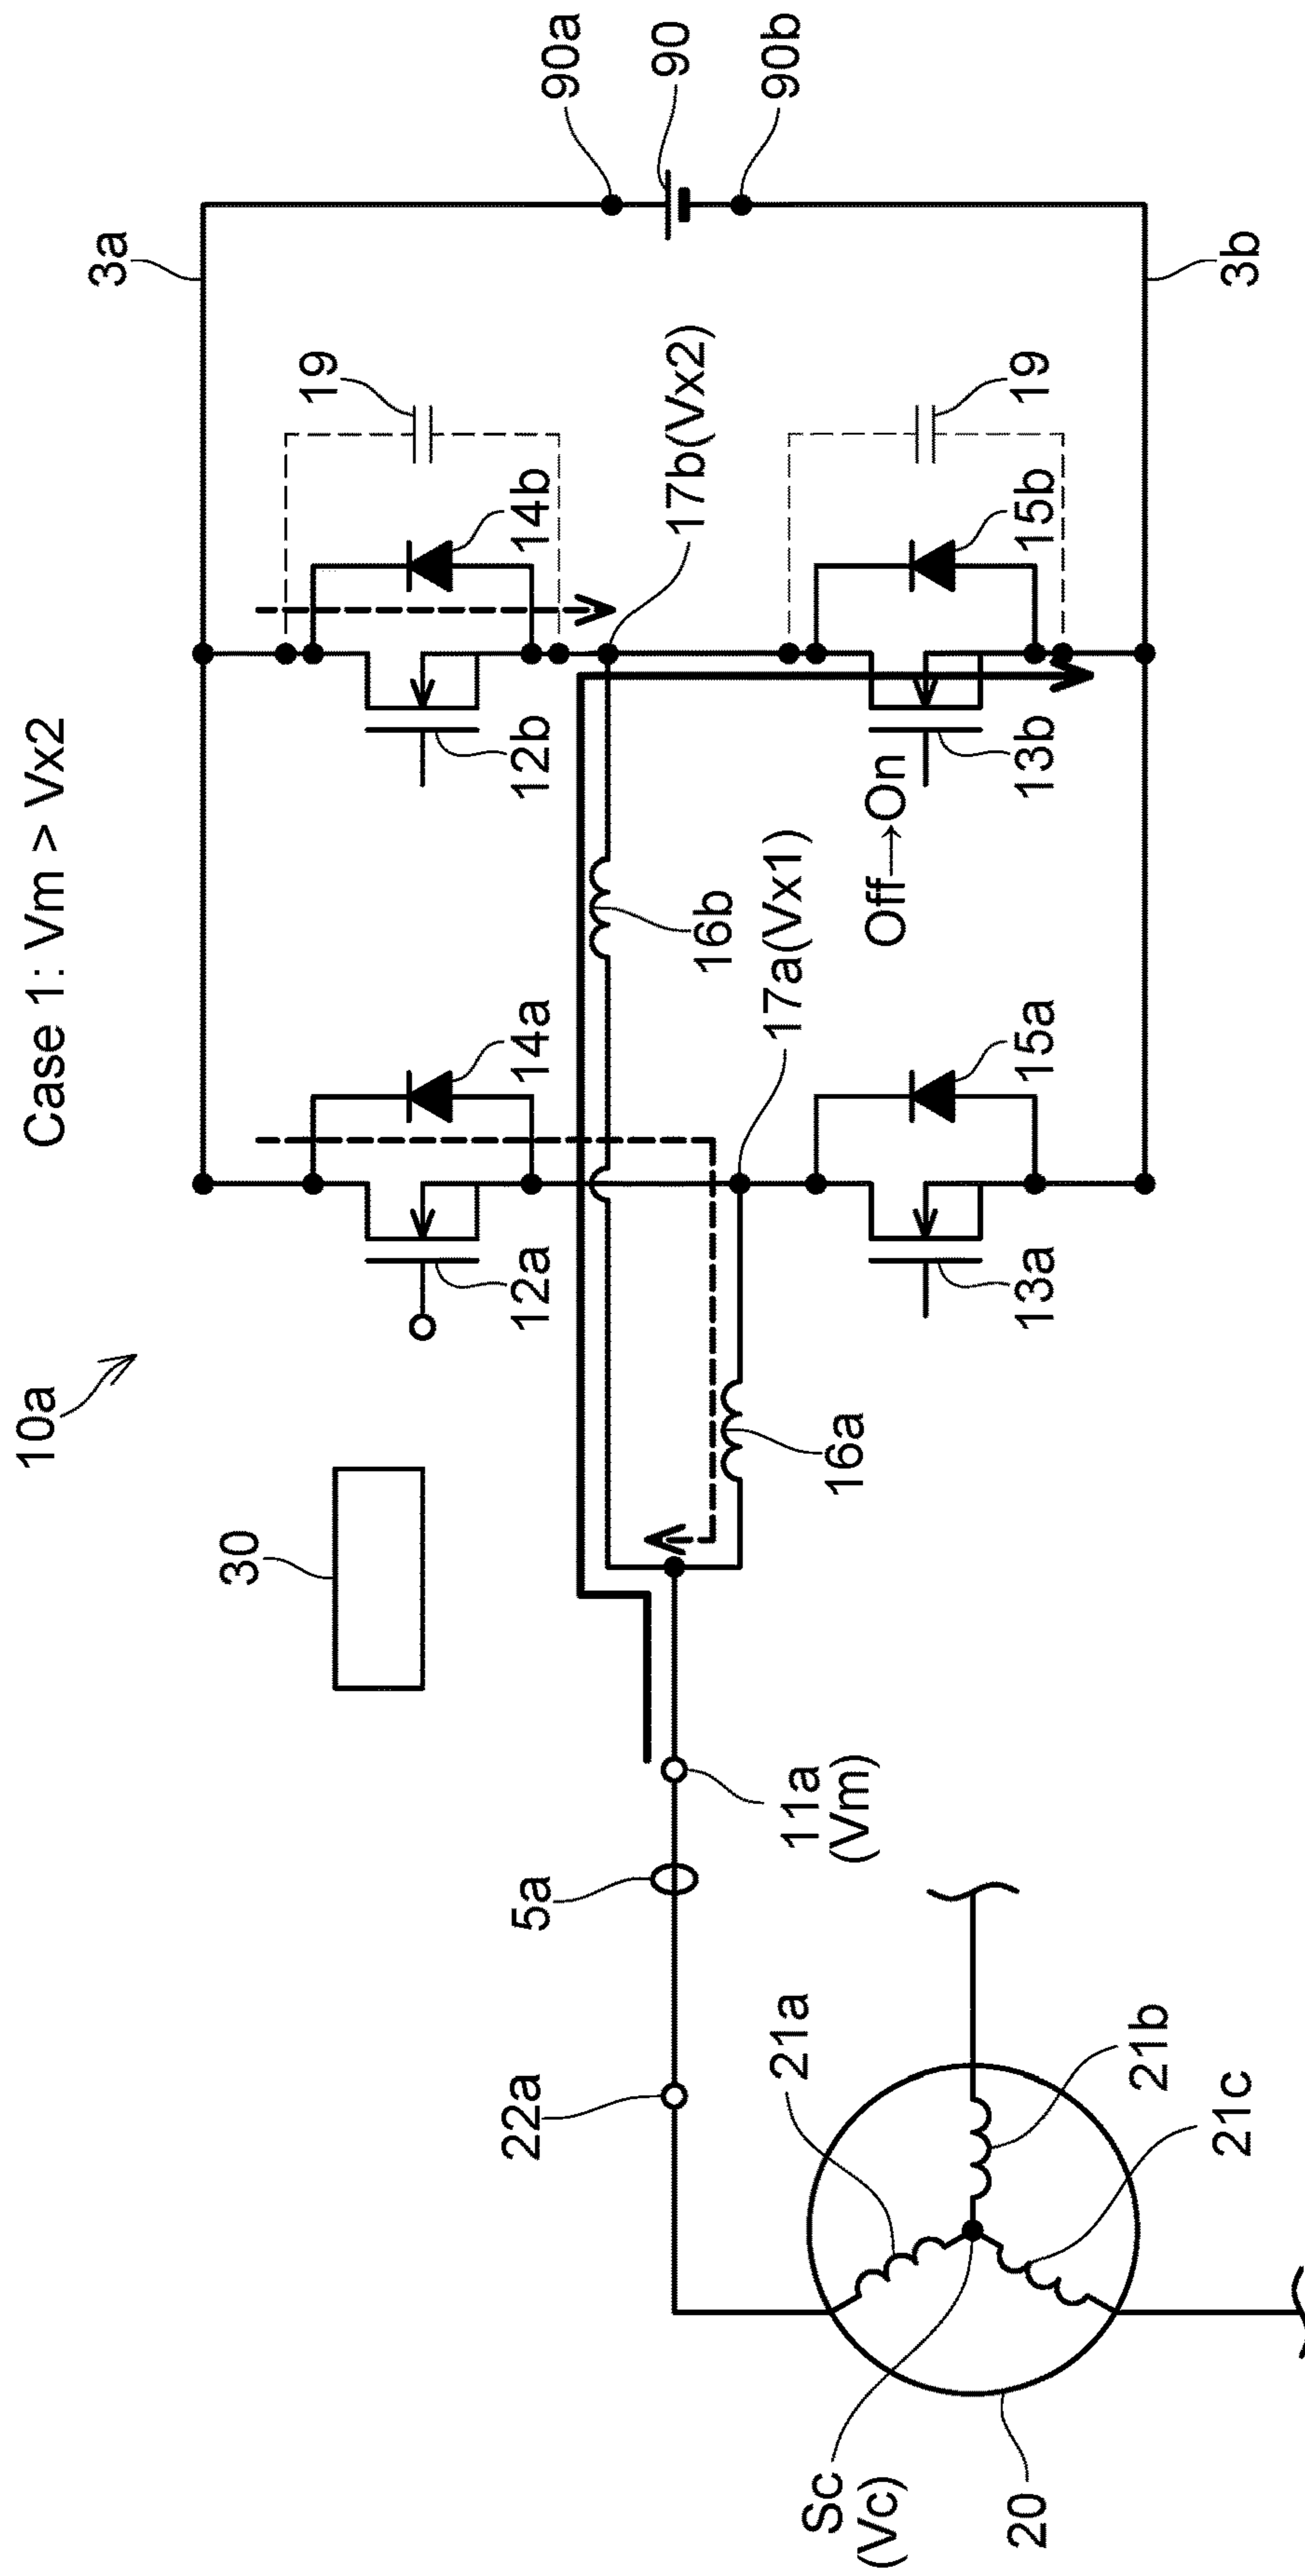 Case 1: Vm > Vx2
10a
3a
90a
90
90b
3b
19
19
14b
15b
17b(Vx2)
12b
13b
Off→On
16b
17a(Vx1)
14a
15a
12a
13a
16a
30
11a
(Vm)
5a
22a
21a
21b
21c
Sc
(Vc)
20